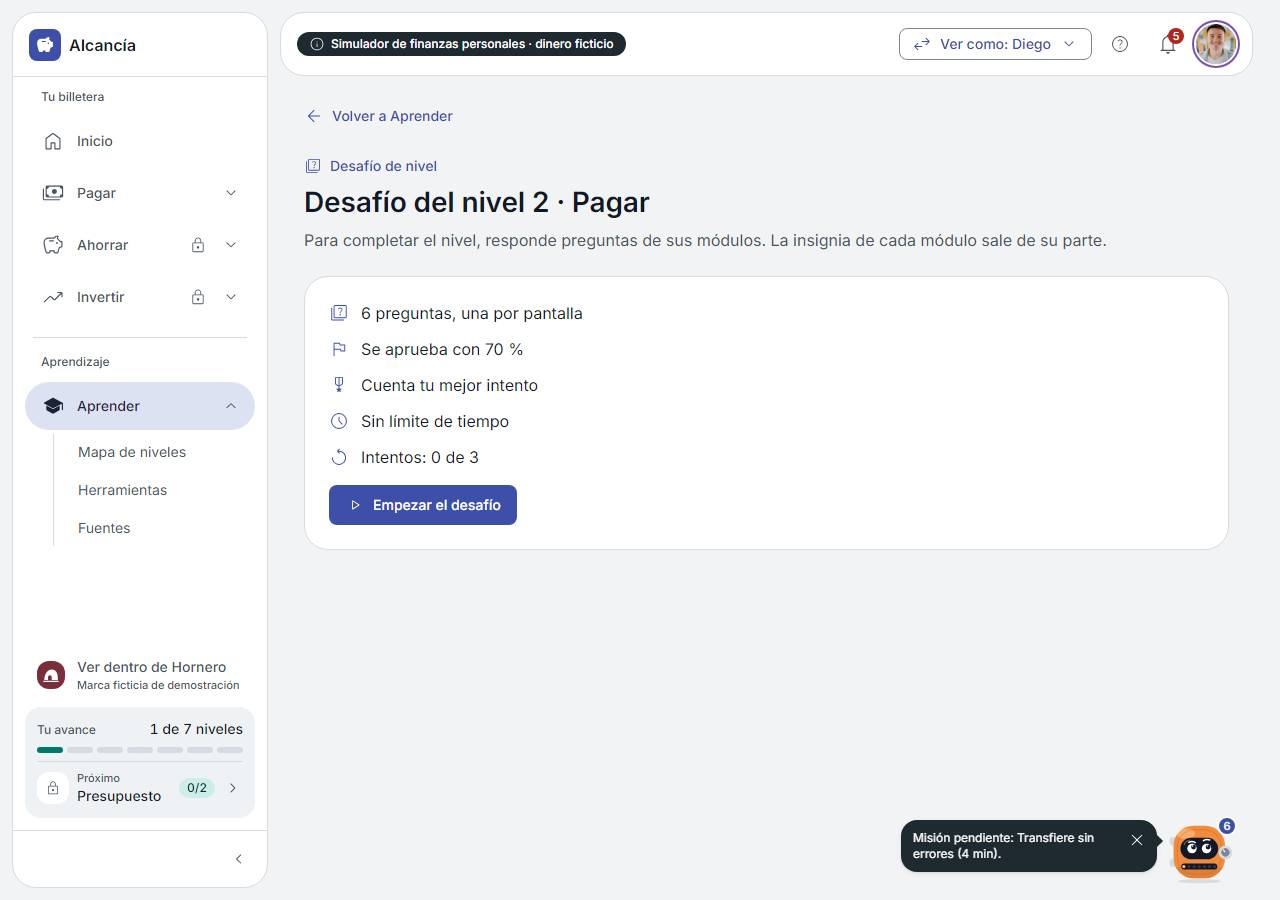 Alcancía
Tu billetera
Inicio
Pagar
Ahorrar
Invertir
Aprendizaje
Aprender
Mapa de niveles
Herramientas
Fuentes
Ver dentro de Hornero
Marca ficticia de demostración
Tu avance
1 de 7 niveles
Próximo
Presupuesto
0/2
Simulador de finanzas personales · dinero ficticio
Ver como: Diego
5
Volver a Aprender
Desafío de nivel
Desafío del nivel 2 · Pagar
Para completar el nivel, responde preguntas de sus módulos. La insignia de cada módulo sale de su parte.
6 preguntas, una por pantalla
Se aprueba con 70 %
Cuenta tu mejor intento
Sin límite de tiempo
Intentos: 0 de 3
Empezar el desafío
Misión pendiente: Transfiere sin
errores (4 min).
6